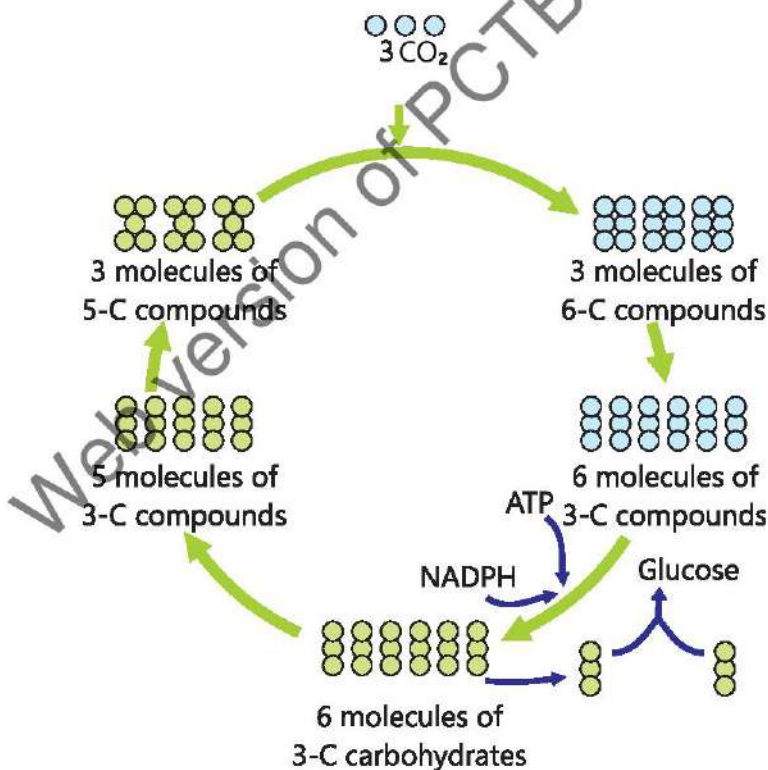 3 CO₂
3 molecules of
5-C compounds
3 molecules of
6-C compounds
5 molecules of
3-C compounds
6 molecules of
3-C compounds
ATP
NADPH
Glucose
6 molecules of
3-C carbohydrates
Web version of PCTB